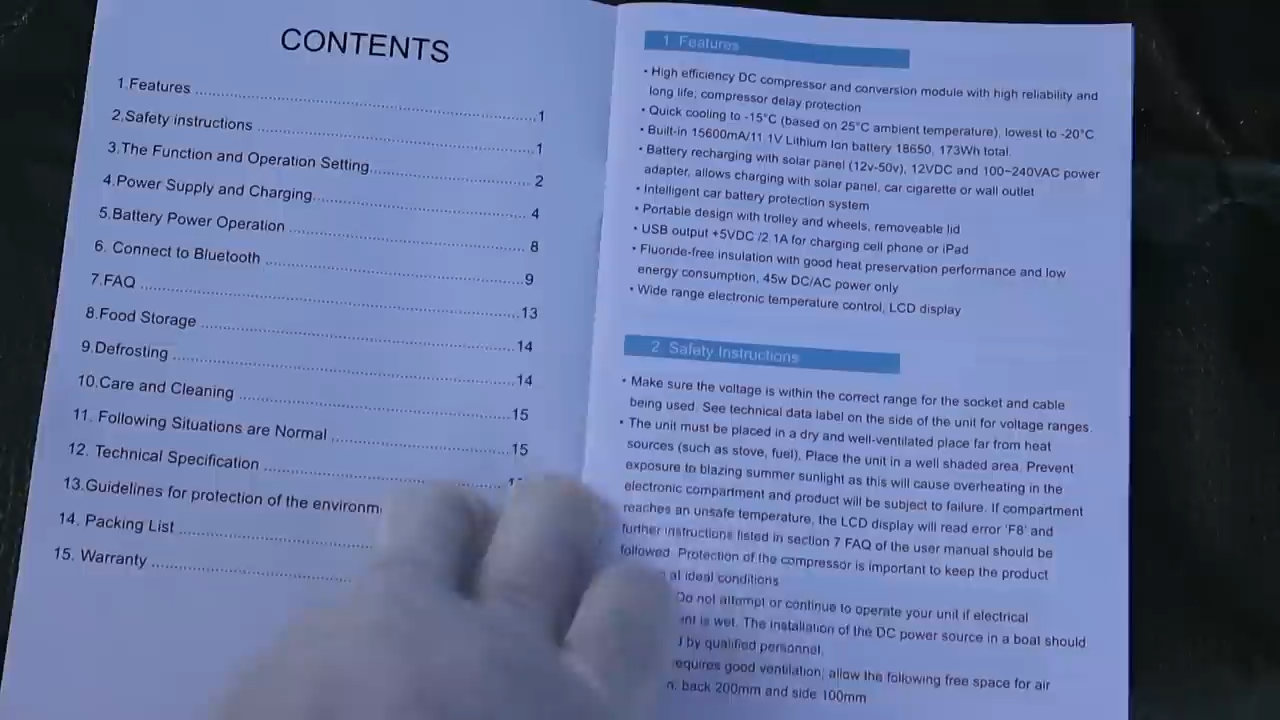 CONTENTS
1.Features ................................................ 1
2.Safety instructions ................................................ 1
3.The Function and Operation Setting................................ 2
4.Power Supply and Charging................................ 4
5.Battery Power Operation ................................ 8
6. Connect to Bluetooth ................................ 9
7.FAQ ................................................ 13
8.Food Storage ................................................ 14
9.Defrosting ................................................ 14
10.Care and Cleaning ................................ 15
11. Following Situations are Normal ................................ 15
12. Technical Specification ................................
13.Guidelines for protection of the
14. Packing List ................................
15. Warranty ................................
1 Features
• High efficiency DC compressor and conversion module with high reliability and
long life, compressor delay protection
• Quick cooling to -15°C (based on 25°C ambient temperature), lowest to -20°C
• Built-in 15600mA/11.1V Lithium Ion battery 18650, 173Wh total.
• Battery recharging with solar panel (12v-50v), 12VDC and 100~240VAC power
adapter, allows charging with solar panel, car cigarette or wall outlet
• Intelligent car battery protection system
• Portable design with trolley and wheels, removeable lid
• USB output +5VDC /2.1A for charging cell phone or iPad
• Fluoride-free insulation with good heat preservation performance and low
energy consumption, 45w DC/AC power only
• Wide range electronic temperature control, LCD display
2 Safety Instructions
• Make sure the voltage is within the correct range for the socket and cable
being used. See technical data label on the side of the unit for voltage ranges.
• The unit must be placed in a dry and well-ventilated place far from heat
sources (such as stove, fuel). Place the unit in a well shaded area. Prevent
exposure to blazing summer sunlight as this will cause overheating in the
electronic compartment and product will be subject to failure. If compartment
reaches an unsafe temperature, the LCD display will read error 'F8' and
further instructions listed in section 7 FAQ of the user manual should be
followed. Protection of the compressor is important to keep the product
at ideal conditions
Do not attempt or continue to operate your unit if electrical
is wet. The installation of the DC power source in a boat should
by qualified personnel.
requires good ventilation; allow the following free space for air
back 200mm and side 100mm